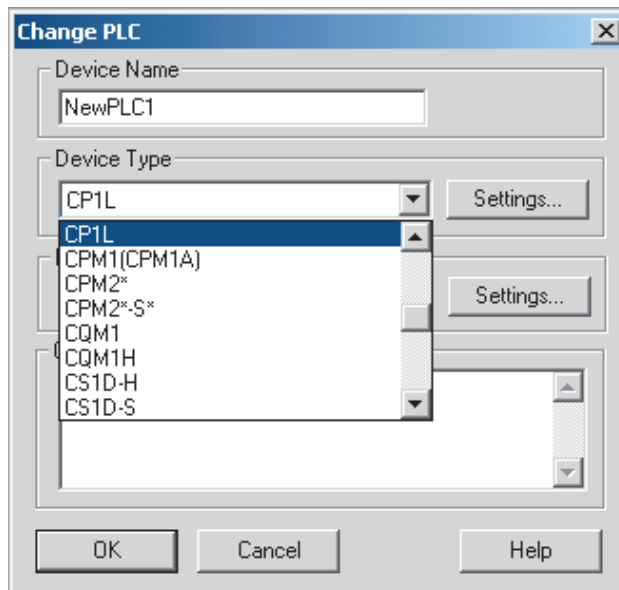 Change PLC
Device Name
NewPLC1
Device Type
CP1L
Settings...
CP1L
CPM1(CPM1A)
CPM2*
CPM2*-S*
Settings...
CQM1
CQM1H
CS1D-H
CS1D-S
OK
Cancel
Help